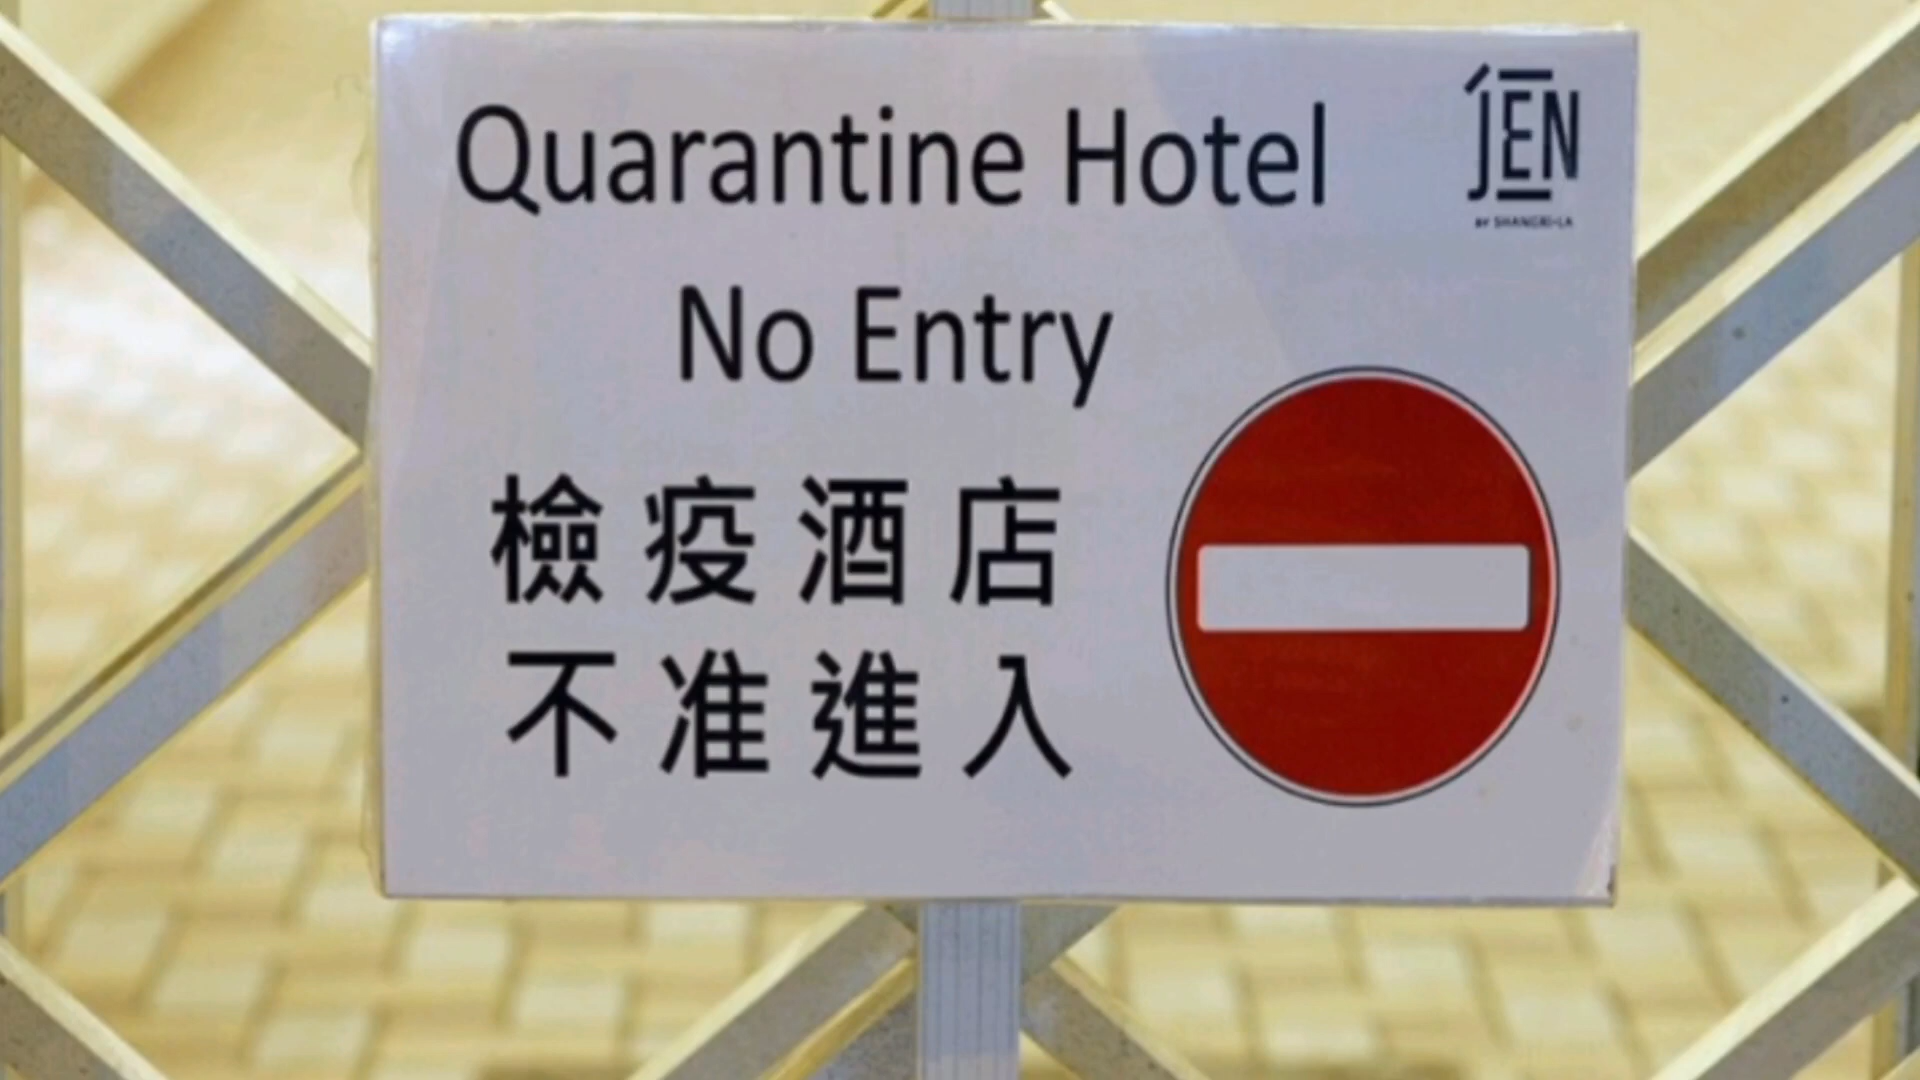 Quarantine Hotel
JEN
BY SHANGRI-LA
No Entry
檢疫酒店
不准進入